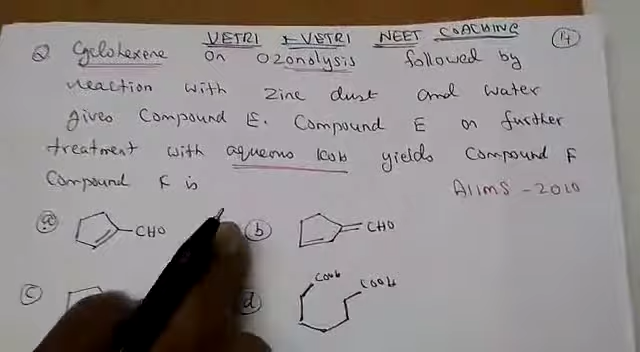 VETRI + VETRI NEET COACHING 14
Q Cyclohexene on Ozonolysis followed by
reaction with Zinc dust and water
gives Compound E. Compound E on further
treatment with aqueous KOH yields Compound F
Compound F is
AIIMS - 2010
a CHO b CHO
c d COOH COOH